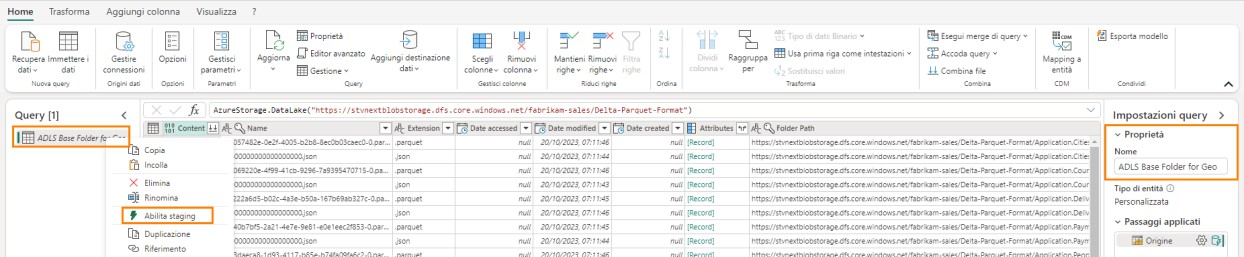 Home Trasforma Aggiungi colonna Visualizza ?
Recupera dati
Immettere i dati
Nuova query
Gestire connessioni
Origini dati
Opzioni
Opzioni
Gestisci parametri
Parametri
Aggiorna
Proprietà
Editor avanzato
Gestione
Query
Aggiungi destinazione dati
Scegli colonne
Rimuovi colonne
Gestisci colonne
Mantieni righe
Rimuovi righe
Filtra righe
Riduci righe
Ordina
Dividi colonna
Raggruppa per
Tipo di dato: Binario
Usa prima riga come intestazioni
Sostituisci valori
Trasforma
Esegui merge di query
Accoda query
Combina file
Combina
CDM
Mapping a entità
CDM
Esporta modello
Condividi
Query [1]
ADLS Base Folder for Geo
Copia
Incolla
Elimina
Rinomina
Abilita staging
Duplicazione
Riferimento
fx AzureStorage.DataLake("https://stvnextblobstorage.dfs.core.windows.net/fabrikam-sales/Delta-Parquet-Format")
Content Name Extension Date accessed Date modified Date created Attributes Folder Path
057482e-0e2f-4005-b2b8-8ec0b03caec0-0.par... .parquet null 20/10/2023, 07:11:46 null [Record] https://stvnextblobstorage.dfs.core.windows.net/fabrikam-sales/Delta-Parquet-Format/Application.Cities
00000000000000.json .json null 20/10/2023, 07:11:44 null [Record] https://stvnextblobstorage.dfs.core.windows.net/fabrikam-sales/Delta-Parquet-Format/Application.Cities
069220e-4f99-41cb-9296-7a9395470715-0.par... .parquet null 20/10/2023, 07:11:46 null [Record] https://stvnextblobstorage.dfs.core.windows.net/fabrikam-sales/Delta-Parquet-Format/Application.Cour
00000000000000.json .json null 20/10/2023, 07:11:43 null [Record] https://stvnextblobstorage.dfs.core.windows.net/fabrikam-sales/Delta-Parquet-Format/Application.Cour
222a6d5-b02c-4a3e-b50a-167b69ab327c-0.par... .parquet null 20/10/2023, 07:11:45 null [Record] https://stvnextblobstorage.dfs.core.windows.net/fabrikam-sales/Delta-Parquet-Format/Application.Deliv
00000000000000.json .json null 20/10/2023, 07:11:43 null [Record] https://stvnextblobstorage.dfs.core.windows.net/fabrikam-sales/Delta-Parquet-Format/Application.Deliv
40b7bf5-2a21-4e7e-9e81-e0e1eec2f853-0.par... .parquet null 20/10/2023, 07:11:46 null [Record] https://stvnextblobstorage.dfs.core.windows.net/fabrikam-sales/Delta-Parquet-Format/Application.Paym
00000000000000.json .json null 20/10/2023, 07:11:44 null [Record] https://stvnextblobstorage.dfs.core.windows.net/fabrikam-sales/Delta-Parquet-Format/Application.Paym
Impostazioni query
Proprietà
Nome
ADLS Base Folder for Geo
Tipo di entità
Personalizzata
Passaggi applicati
Origine